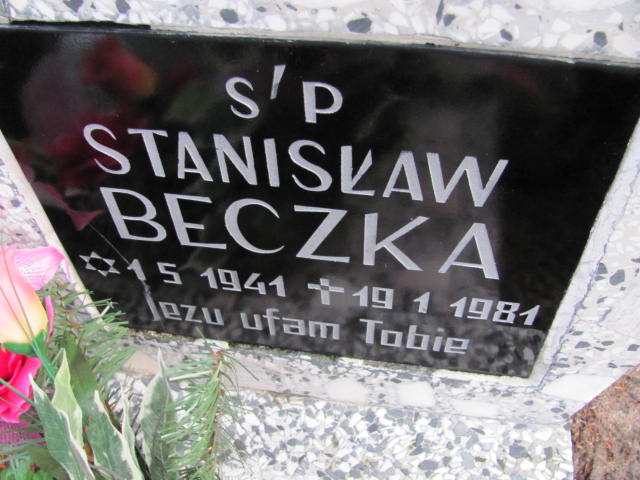 S'P
STANISŁAW
BECZKA
✡ 1 5 1941 ✝ 19 1 1981
Jezu ufam Tobie